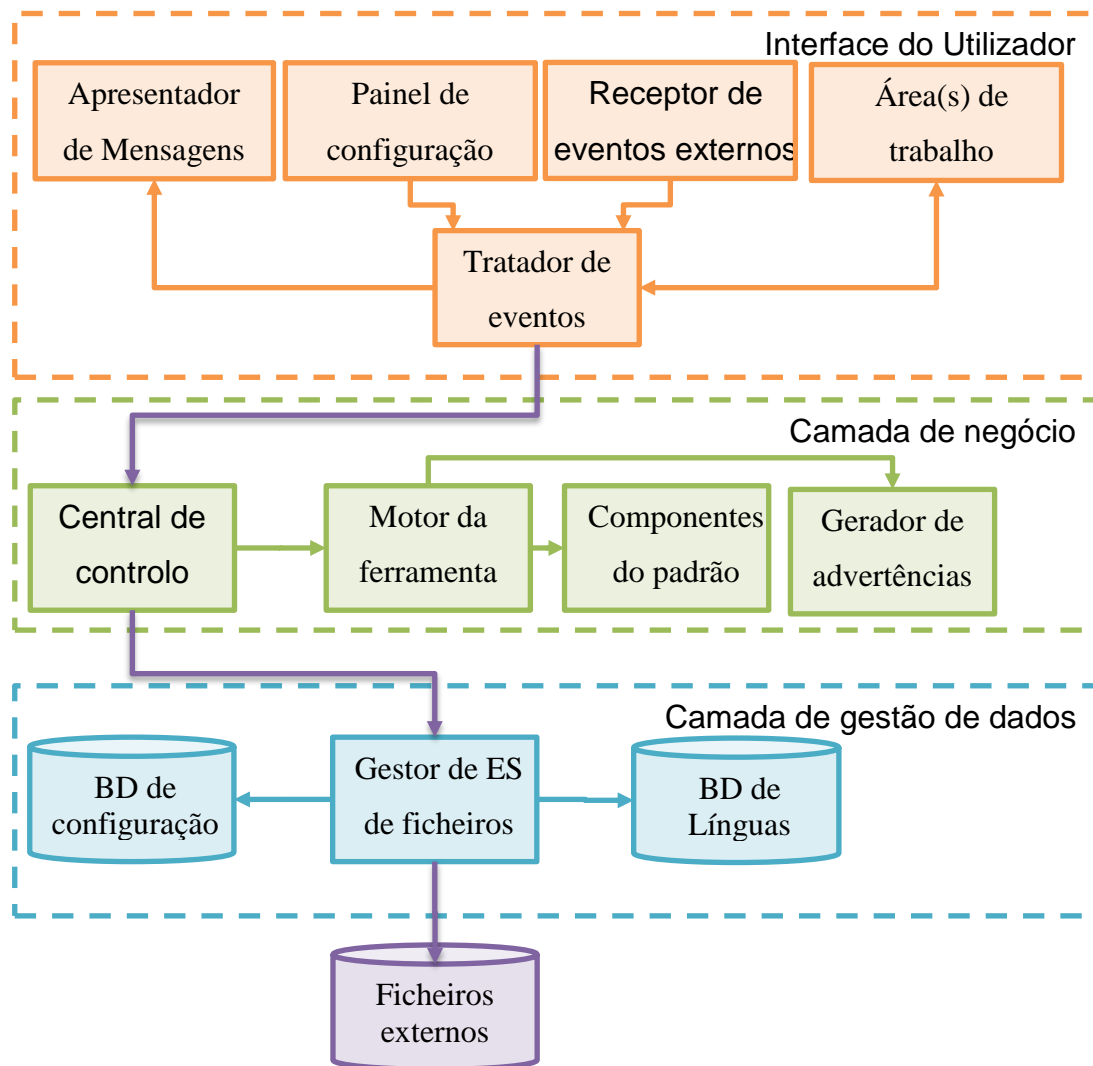 Interface do Utilizador
Apresentador
de Mensagens
Painel de
configuração
Receptor de
eventos externos
Área(s) de
trabalho
Tratador de
eventos
Camada de negócio
Central de
controlo
Motor da
ferramenta
Componentes
do padrão
Gerador de
advertências
Camada de gestão de dados
BD de
configuração
Gestor de ES
de ficheiros
BD de
Línguas
Ficheiros
externos